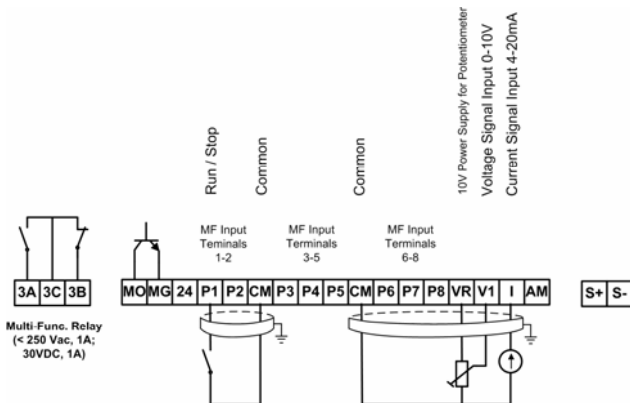 Run / Stop
Common
Common
10V Power Supply for Potentiometer
Voltage Signal Input 0-10V
Current Signal Input 4-20mA
MF Input
Teminals
1-2
MF Input
Teminals
3-5
MF Input
Teminals
6-8
3A 3C 3B
MO MG 24 P1 P2 CM P3 P4 P5 CM P6 P7 P8 VR V1 I AM
S+ S-
Multi-Func. Relay
(< 250 Vac, 1A;
30VDC, 1A)